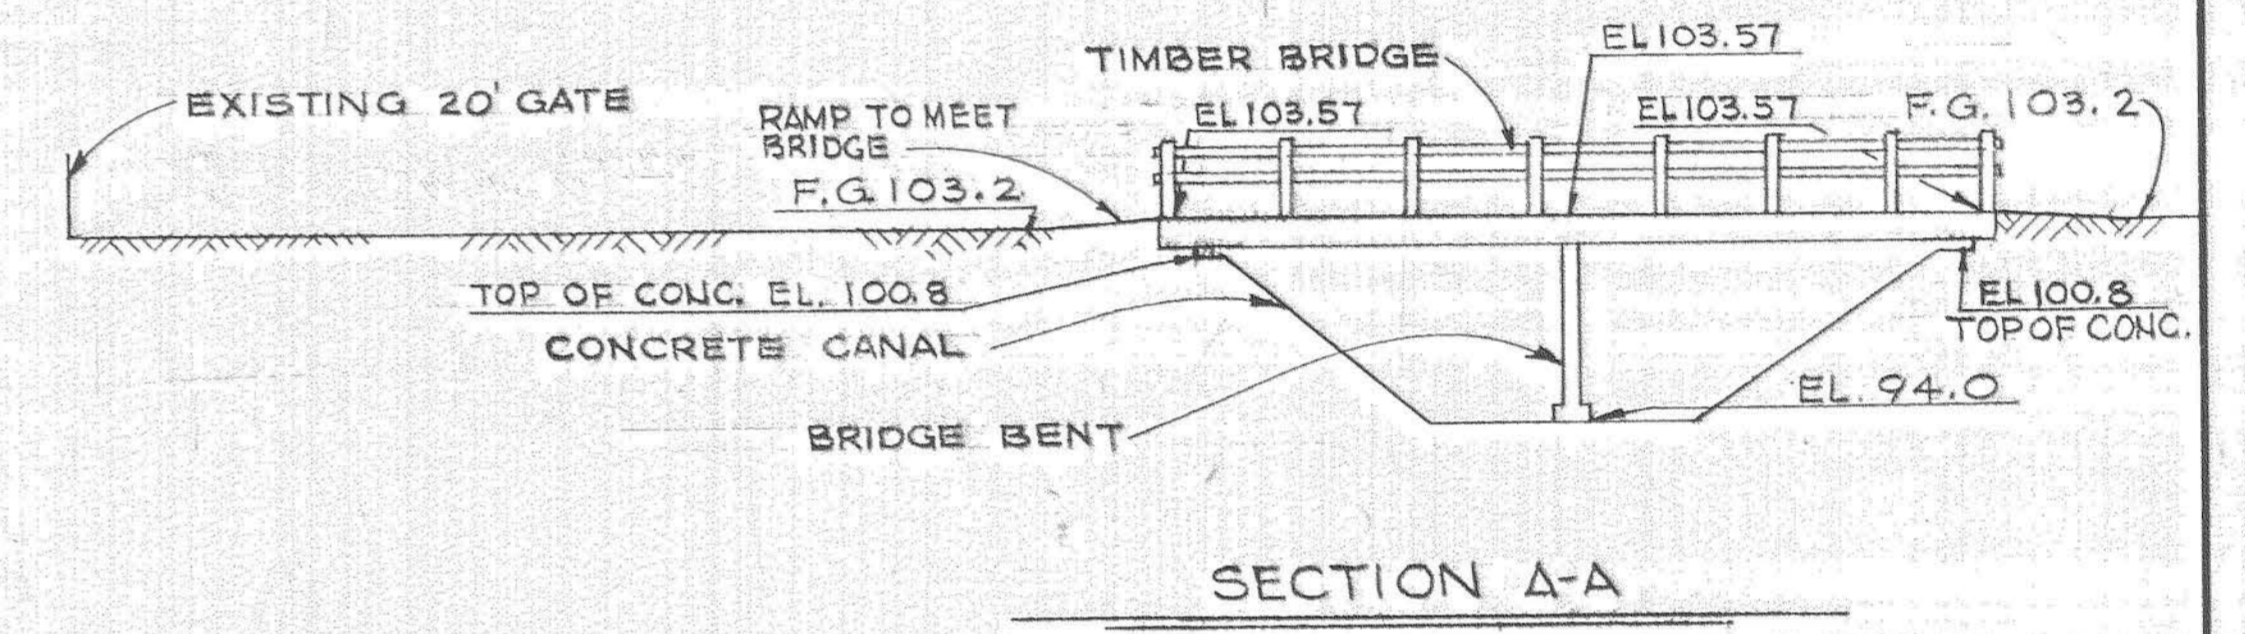 EXISTING 20' GATE
RAMP TO MEET
BRIDGE
F.G. 103.2
TIMBER BRIDGE
EL 103.57
EL 103.57
EL 103.57
F.G. 103.2
TOP OF CONC. EL. 100.8
CONCRETE CANAL
BRIDGE BENT
EL 100.8
TOP OF CONC.
EL. 94.0
SECTION A-A